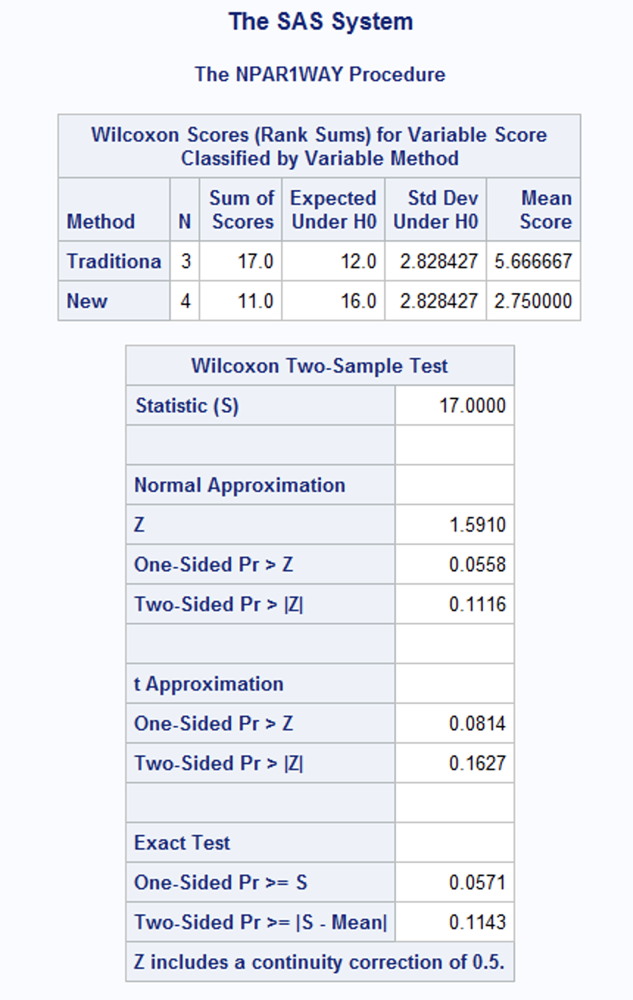 The SAS System
The NPAR1WAY Procedure
Wilcoxon Scores (Rank Sums) for Variable Score
Classified by Variable Method
Method N Sum of Scores Expected Under H0 Std Dev Under H0 Mean Score
Traditiona 3 17.0 12.0 2.828427 5.666667
New 4 11.0 16.0 2.828427 2.750000
Wilcoxon Two-Sample Test
Statistic (S) 17.0000
Normal Approximation
Z 1.5910
One-Sided Pr > Z 0.0558
Two-Sided Pr > |Z| 0.1116
t Approximation
One-Sided Pr > Z 0.0814
Two-Sided Pr > |Z| 0.1627
Exact Test
One-Sided Pr >= S 0.0571
Two-Sided Pr >= |S - Mean| 0.1143
Z includes a continuity correction of 0.5.